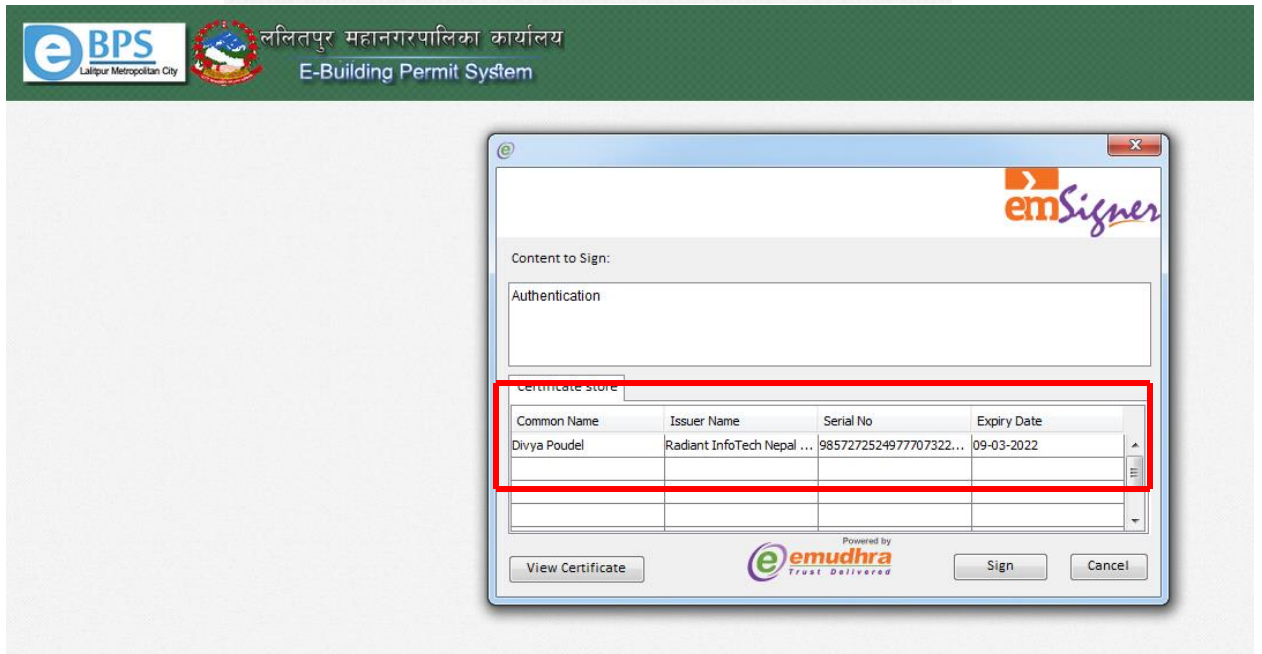 e BPS
Lalitpur Metropolitan City
ललितपुर महानगरपालिका कार्यालय
E-Building Permit System
e
x
emSigner
Content to Sign:
Authentication
Certificate store
Common Name Issuer Name Serial No Expiry Date
Divya Poudel Radiant InfoTech Nepal ... 9857272524977707322... 09-03-2022
View Certificate
Powered by
e emudhra
Trust Delivered
Sign
Cancel